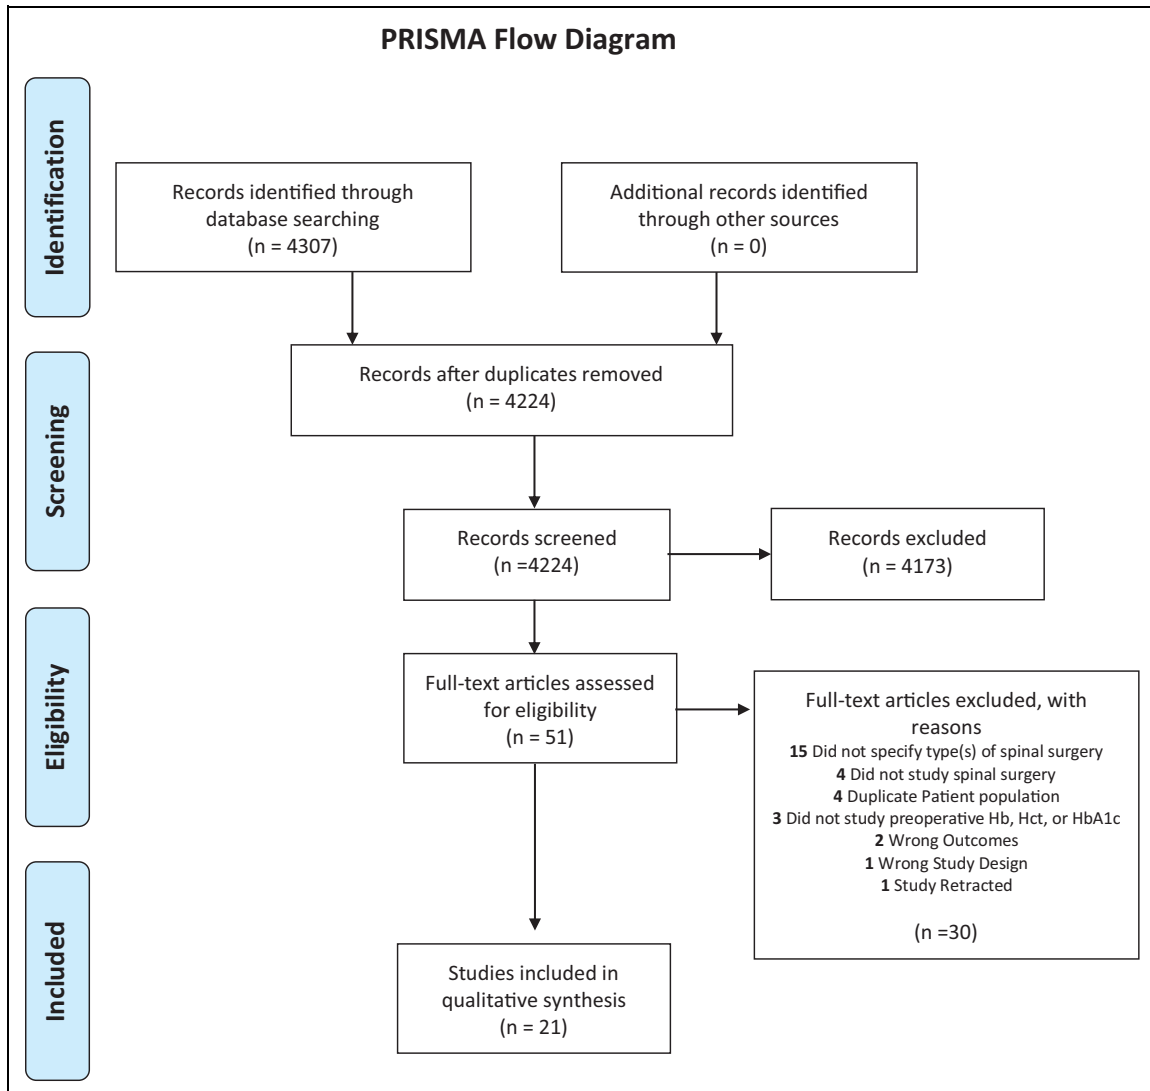 PRISMA Flow Diagram
Identification
Records identified through
database searching
(n = 4307)
Additional records identified
through other sources
(n = 0)
Screening
Records after duplicates removed
(n = 4224)
Records screened
(n =4224)
Records excluded
(n = 4173)
Eligibility
Full-text articles assessed
for eligibility
(n = 51)
Full-text articles excluded, with
reasons
15 Did not specify type(s) of spinal surgery
4 Did not study spinal surgery
4 Duplicate Patient population
3 Did not study preoperative Hb, Hct, or HbA1c
2 Wrong Outcomes
1 Wrong Study Design
1 Study Retracted
(n =30)
Included
Studies included in
qualitative synthesis
(n = 21)